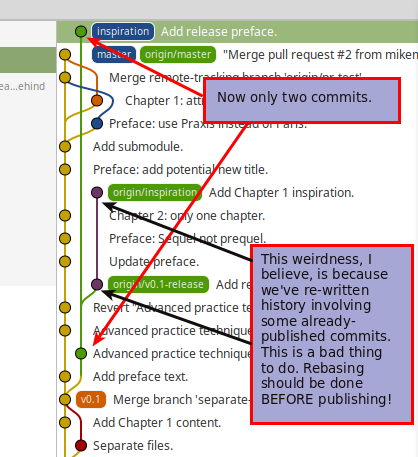 ea...ehind
inspiration Add release preface.
master origin/master "Merge pull request #2 from miken
Merge remote-tracking branch 'origin/pr-test'
Chapter 1: att
Now only two commits.
Preface: use Praxis instead of Paris.
Add submodule.
Preface: add potential new title.
origin/inspiration Add Chapter 1 inspiration.
Chapter 2: only one chapter.
Preface: Sequel not prequel.
Update preface.
origin/v0.1-release Add re
Revert "Advanced practice
Advanced practice technique
Advanced practice technique
Add preface text.
v0.1 Merge branch 'separate-
Add Chapter 1 content.
Separate files.
This weirdness, I
believe, is because
we've re-written
history involving
some already-
published commits.
This is a bad thing
to do. Rebasing
should be done
BEFORE publishing!